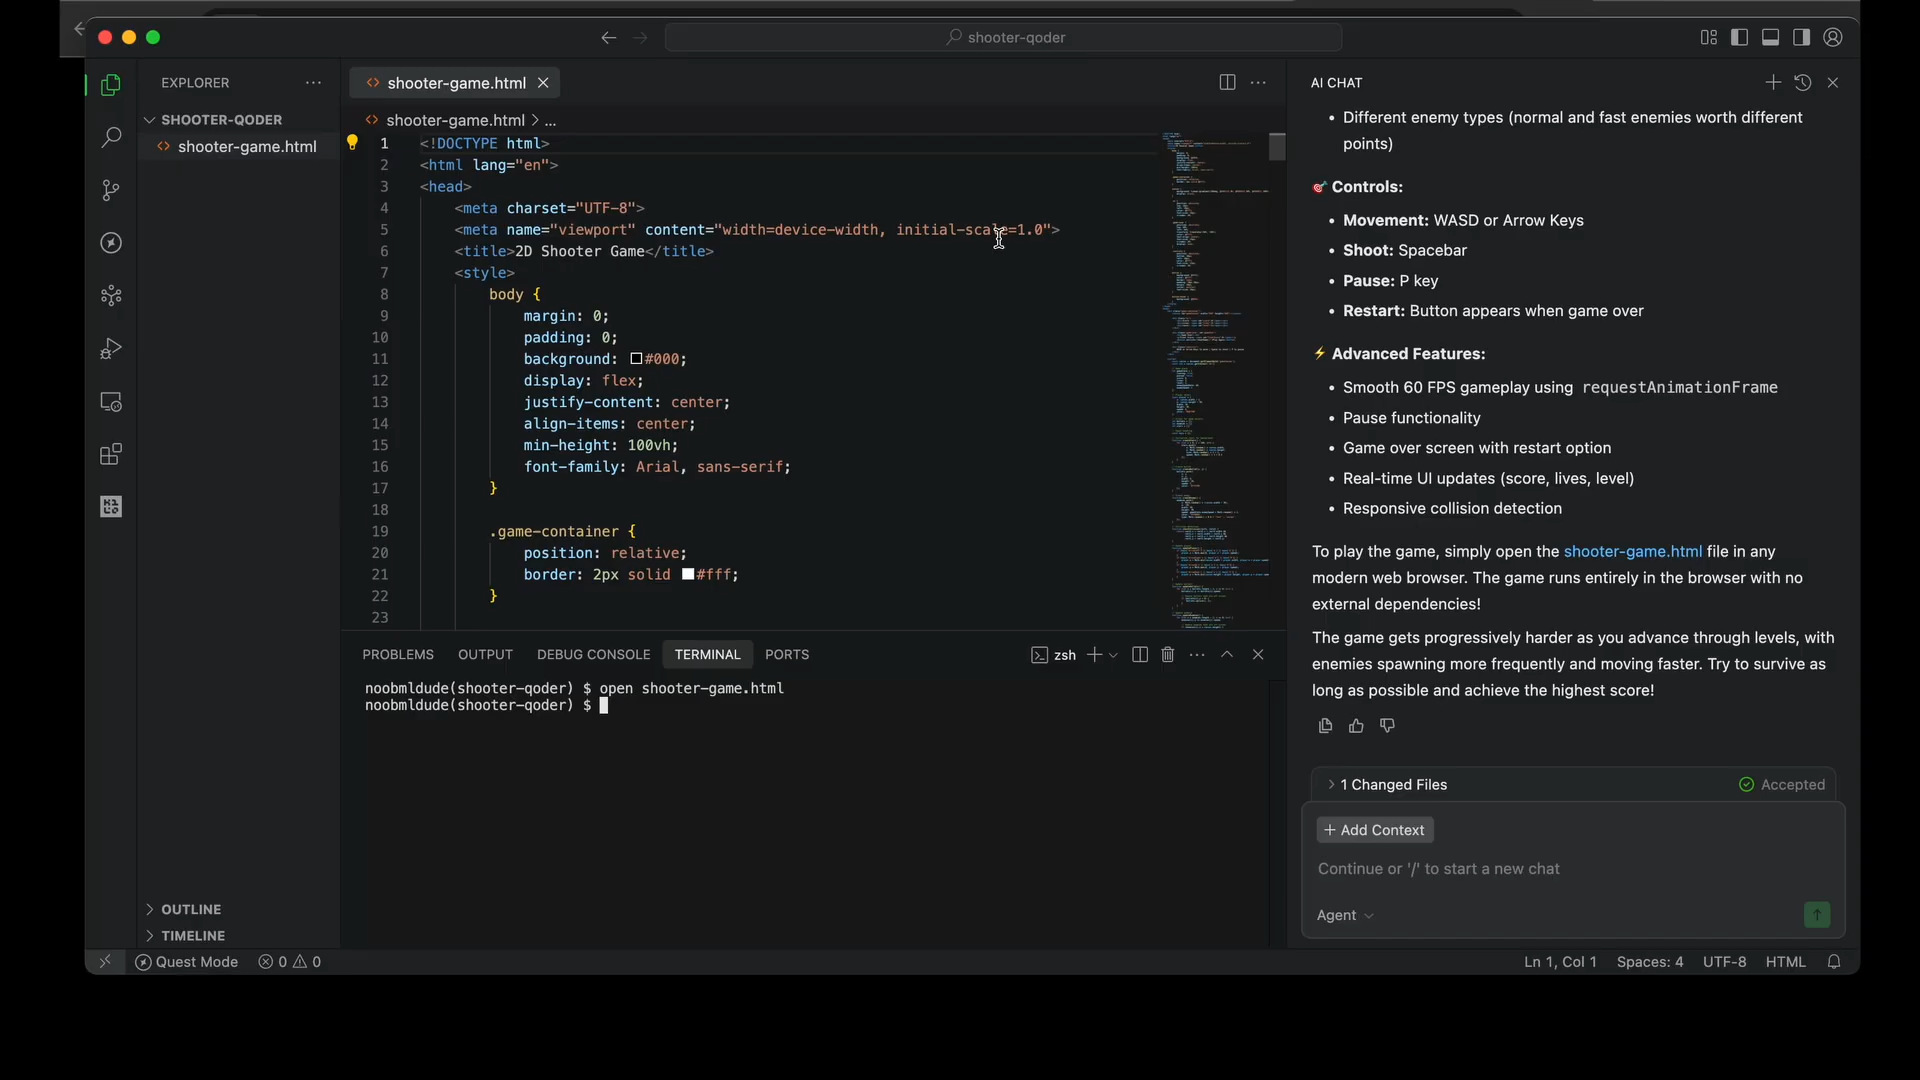 shooter-qoder
EXPLORER
SHOOTER-QODER
shooter-game.html
OUTLINE
TIMELINE
shooter-game.html
shooter-game.html > ...
1 <!DOCTYPE html>
2 <html lang="en">
3 <head>
4 <meta charset="UTF-8">
5 <meta name="viewport" content="width=device-width, initial-scale=1.0">
6 <title>2D Shooter Game</title>
7 <style>
8 body {
9 margin: 0;
10 padding: 0;
11 background: #000;
12 display: flex;
13 justify-content: center;
14 align-items: center;
15 min-height: 100vh;
16 font-family: Arial, sans-serif;
17 }
18
19 .game-container {
20 position: relative;
21 border: 2px solid #fff;
22 }
23
PROBLEMS OUTPUT DEBUG CONSOLE TERMINAL PORTS zsh
noobmldude(shooter-qoder) $ open shooter-game.html
noobmldude(shooter-qoder) $
AI CHAT
• Different enemy types (normal and fast enemies worth different
points)
🎯 Controls:
• Movement: WASD or Arrow Keys
• Shoot: Spacebar
• Pause: P key
• Restart: Button appears when game over
⚡ Advanced Features:
• Smooth 60 FPS gameplay using requestAnimationFrame
• Pause functionality
• Game over screen with restart option
• Real-time UI updates (score, lives, level)
• Responsive collision detection
To play the game, simply open the shooter-game.html file in any
modern web browser. The game runs entirely in the browser with no
external dependencies!
The game gets progressively harder as you advance through levels, with
enemies spawning more frequently and moving faster. Try to survive as
long as possible and achieve the highest score!
1 Changed Files Accepted
+ Add Context
Continue or '/' to start a new chat
Agent
Quest Mode 0 0 Ln 1, Col 1 Spaces: 4 UTF-8 HTML